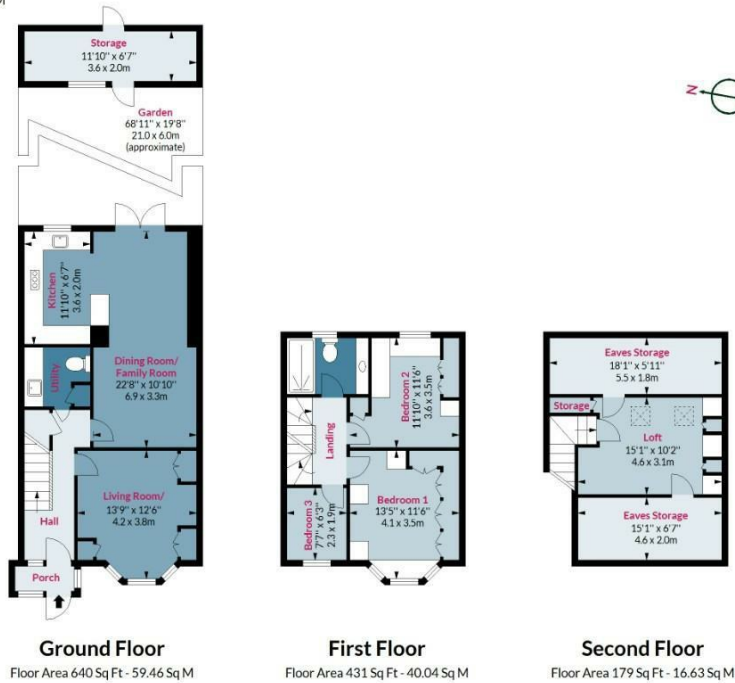 Storage
11'10" x 6'7"
3.6 x 2.0m
Garden
68'11" x 19'8"
21.0 x 6.0m
(approximate)
N
Kitchen
11'10" x 6'7"
3.6 x 2.0m
Utility
Dining Room/
Family Room
22'8" x 10'10"
6.9 x 3.3m
Living Room/
13'9" x 12'6"
4.2 x 3.8m
Hall
Porch
Bedroom 2
11'10" x 11'6"
3.6 x 3.5m
Landing
Bedroom 3
7'7" x 6'3"
2.3 x 1.9m
Bedroom 1
13'5" x 11'6"
4.1 x 3.5m
Eaves Storage
18'1" x 5'11"
5.5 x 1.8m
Storage
Loft
15'1" x 10'2"
4.6 x 3.1m
Eaves Storage
15'1" x 6'7"
4.6 x 2.0m
Ground Floor
Floor Area 640 Sq Ft - 59.46 Sq M
First Floor
Floor Area 431 Sq Ft - 40.04 Sq M
Second Floor
Floor Area 179 Sq Ft - 16.63 Sq M